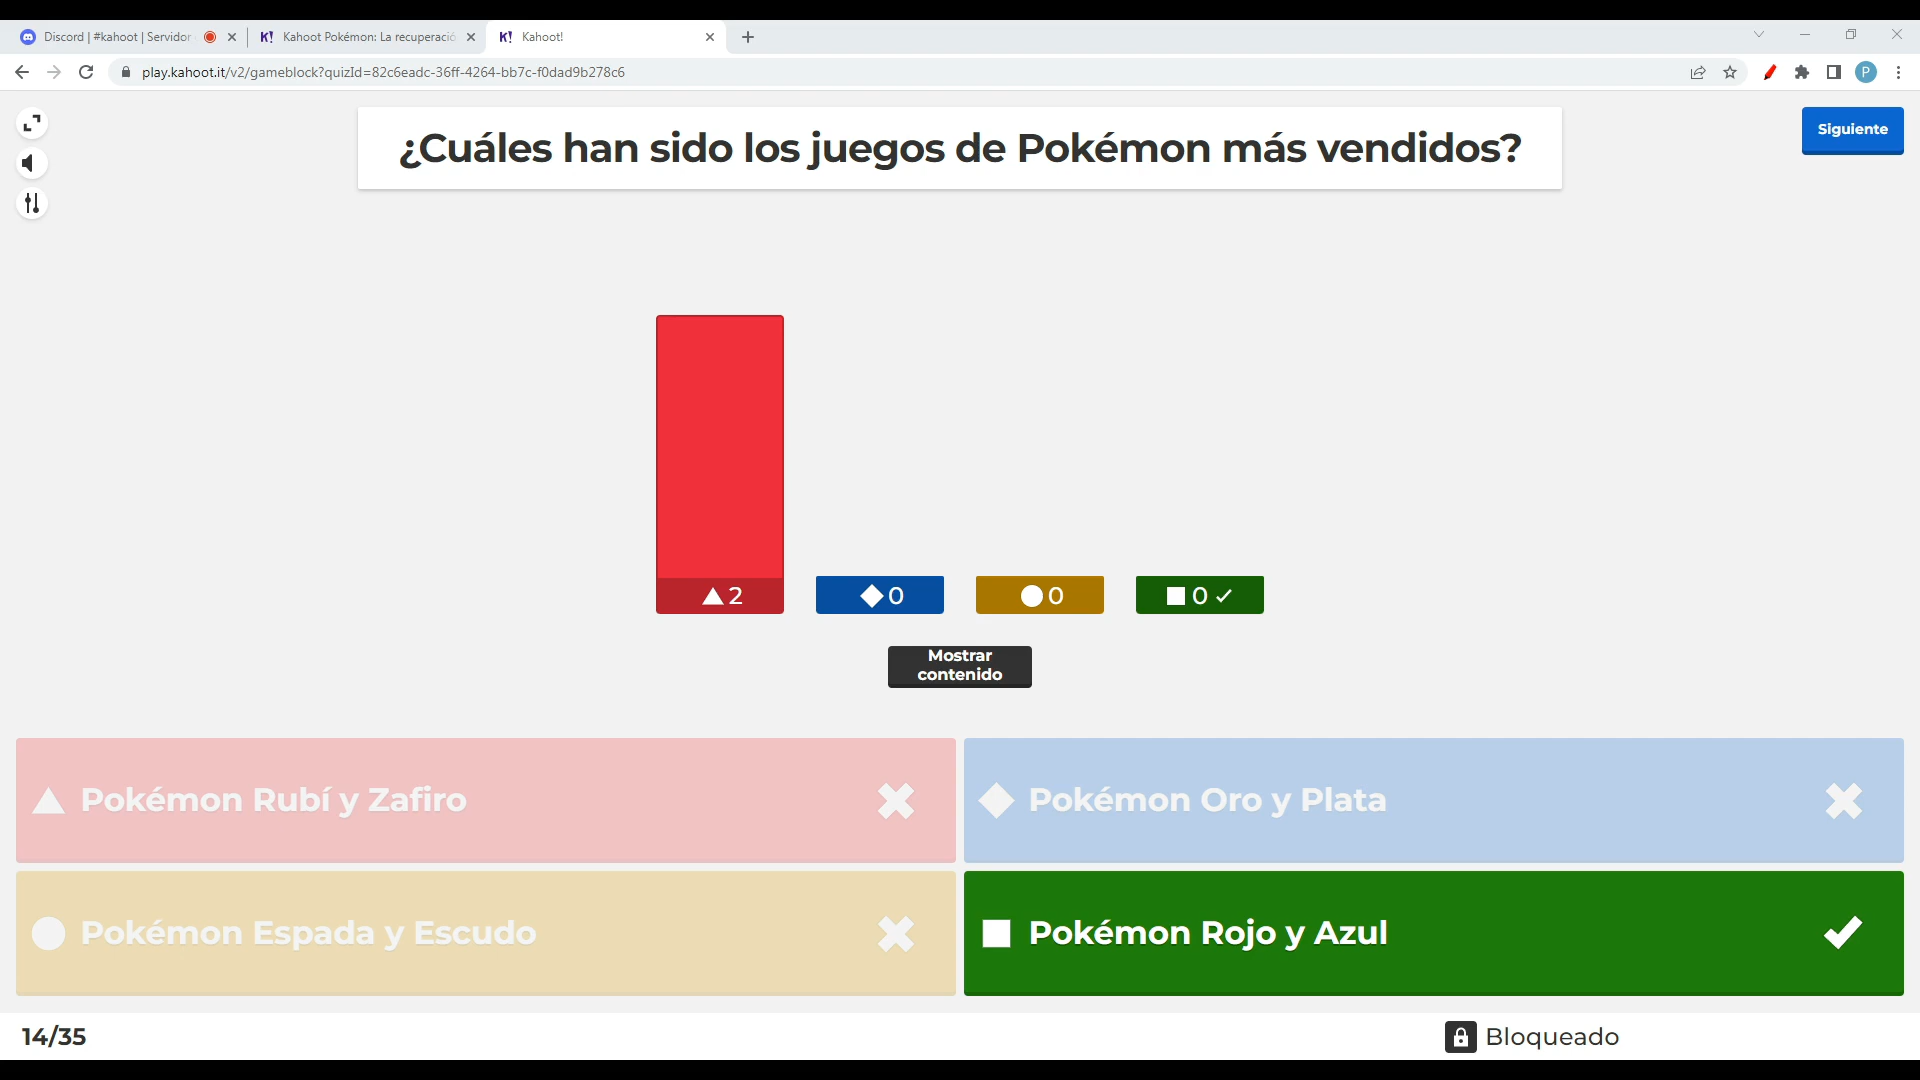 Discord | #kahoot | Servidor
K! Kahoot Pokémon: La recuperació
K! Kahoot!
play.kahoot.it/v2/gameblock?quizId=82c6eadc-36ff-4264-bb7c-f0dad9b278c6
P
¿Cuáles han sido los juegos de Pokémon más vendidos?
Siguiente
2
0
0
0
Mostrar
contenido
Pokémon Rubí y Zafiro
Pokémon Oro y Plata
Pokémon Espada y Escudo
Pokémon Rojo y Azul
14/35
Bloqueado